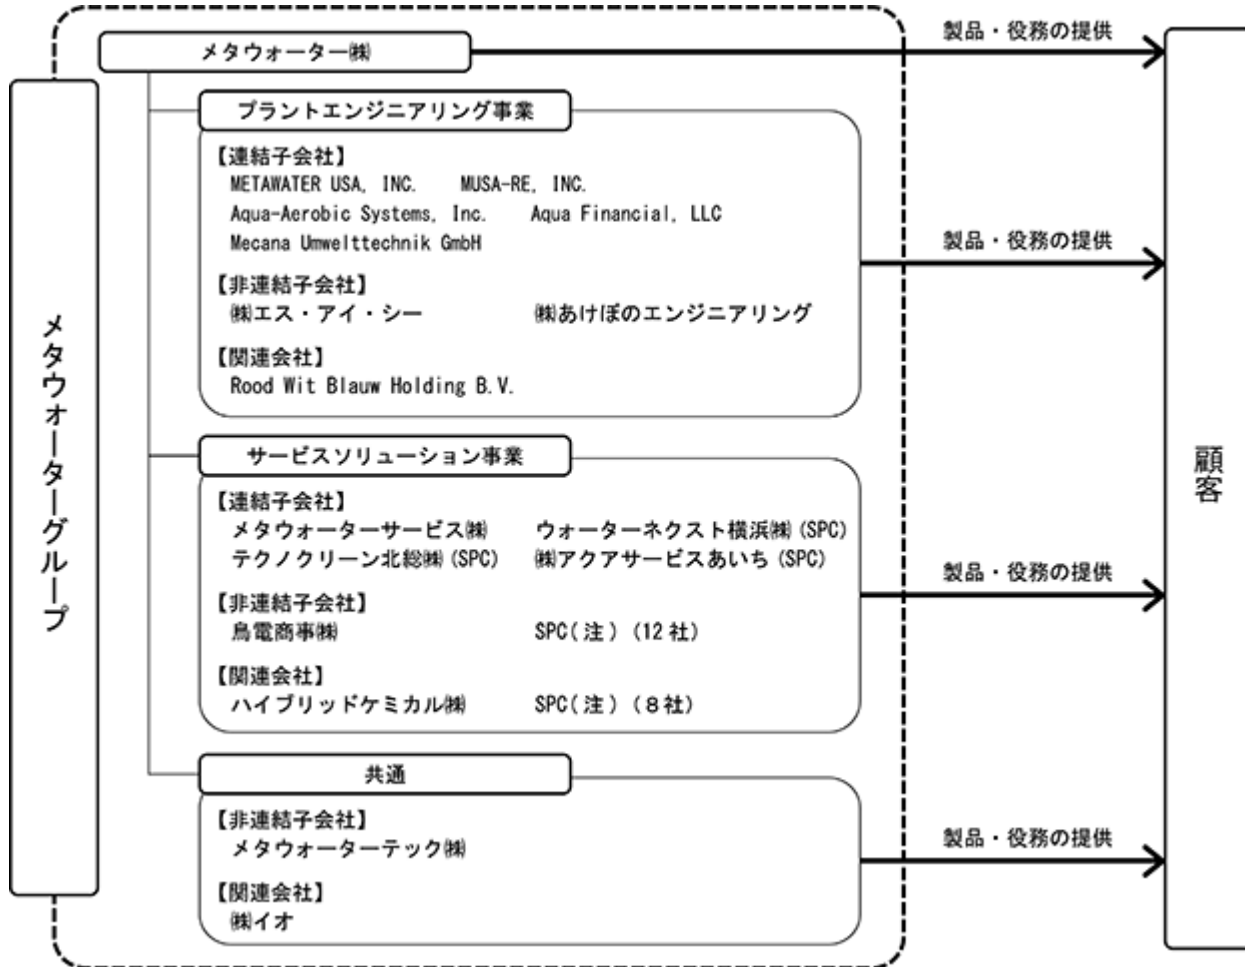 メタウォーターグループ
メタウォーター㈱
製品・役務の提供
プラントエンジニアリング事業
【連結子会社】
METAWATER USA, INC. MUSA-RE, INC.
Aqua-Aerobic Systems, Inc. Aqua Financial, LLC
Mecana Umwelttechnik GmbH
【非連結子会社】
㈱エス・アイ・シー ㈱あけぼのエンジニアリング
【関連会社】
Rood Wit Blauw Holding B.V.
製品・役務の提供
サービスソリューション事業
【連結子会社】
メタウォーターサービス㈱ ウォーターネクスト横浜㈱(SPC)
テクノクリーン北総㈱(SPC) ㈱アクアサービスあいち(SPC)
【非連結子会社】
鳥電商事㈱ SPC(注)(12社)
【関連会社】
ハイブリッドケミカル㈱ SPC(注)(8社)
製品・役務の提供
共通
【非連結子会社】
メタウォーターテック㈱
【関連会社】
㈱イオ
製品・役務の提供
顧客